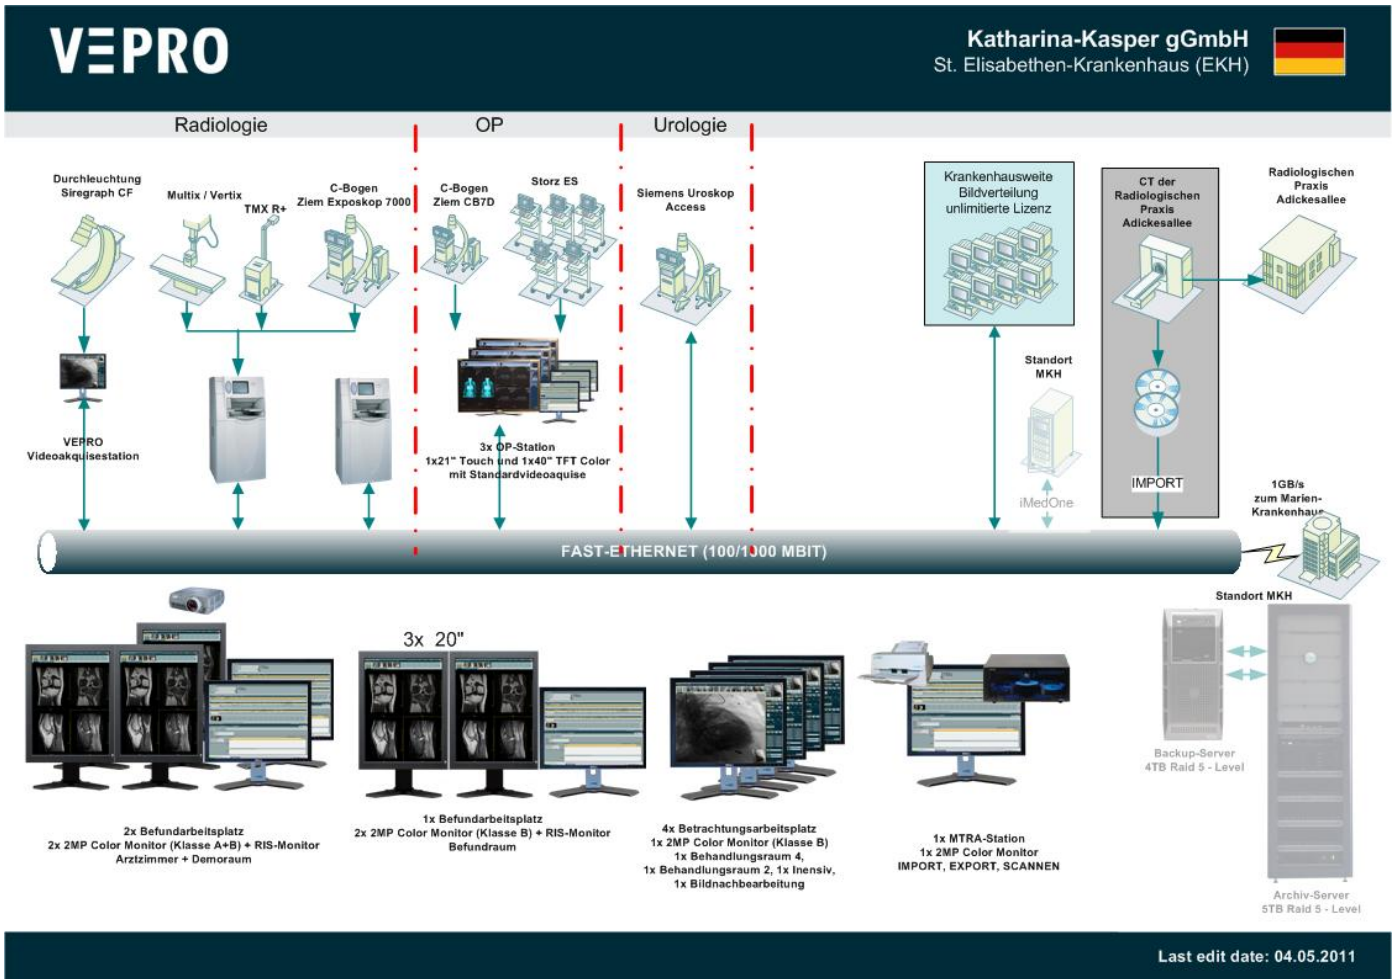 VEPRO
Katharina-Kasper gGmbH
St. Elisabethen-Krankenhaus (EKH)
Radiologie
OP
Urologie
Durchleuchtung
Siregraph CF
Multix / Vertix
TMX R+
C-Bogen
Ziem Exposkop 7000
C-Bogen
Ziem CB7D
Storz ES
Siemens Uroskop
Access
Krankenhausweite
Bildverteilung
unlimitierte Lizenz
CT der
Radiologischen
Praxis
Adickesallee
Radiologischen
Praxis
Adickesallee
Standort
MKH
VEPRO
Videoakquisestation
3x OP-Station
1x21" Touch und 1x40" TFT Color
mit Standardvideoaquise
iMedOne
IMPORT
1GB/s
zum Marien-
Krankenhaus
FAST-ETHERNET (100/1000 MBIT)
Standort MKH
3x 20"
Backup-Server
4TB Raid 5 - Level
2x Befundarbeitsplatz
2x 2MP Color Monitor (Klasse A+B) + RIS-Monitor
Arztzimmer + Demoraum
1x Befundarbeitsplatz
2x 2MP Color Monitor (Klasse B) + RIS-Monitor
Befundraum
4x Betrachtungsarbeitsplatz
1x 2MP Color Monitor (Klasse B)
1x Behandlungsraum 4,
1x Behandlungsraum 2, 1x Inensiv,
1x Bildnachbearbeitung
1x MTRA-Station
1x 2MP Color Monitor
IMPORT, EXPORT, SCANNEN
Archiv-Server
5TB Raid 5 - Level
Last edit date: 04.05.2011